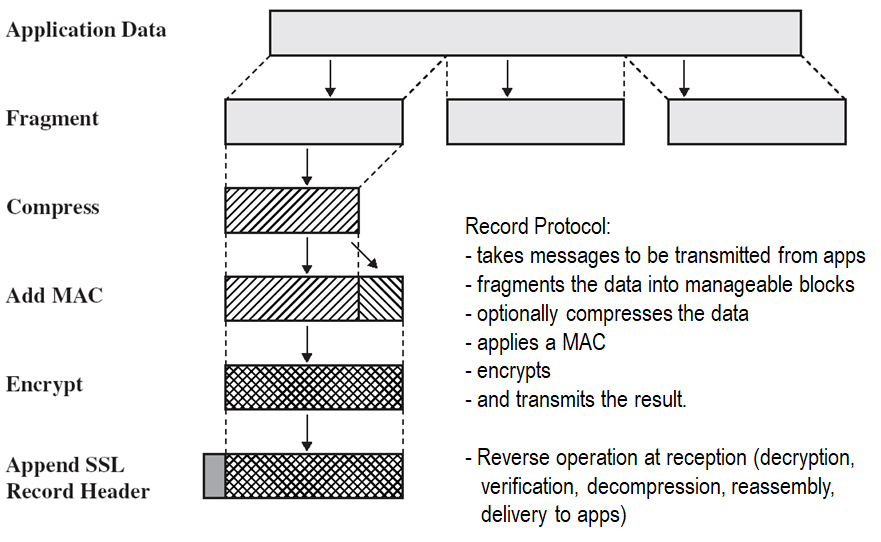 Application Data
Fragment
Compress
Add MAC
Encrypt
Append SSL
Record Header
Record Protocol:
- takes messages to be transmitted from apps
- fragments the data into manageable blocks
- optionally compresses the data
- applies a MAC
- encrypts
- and transmits the result.
- Reverse operation at reception (decryption,
verification, decompression, reassembly,
delivery to apps)